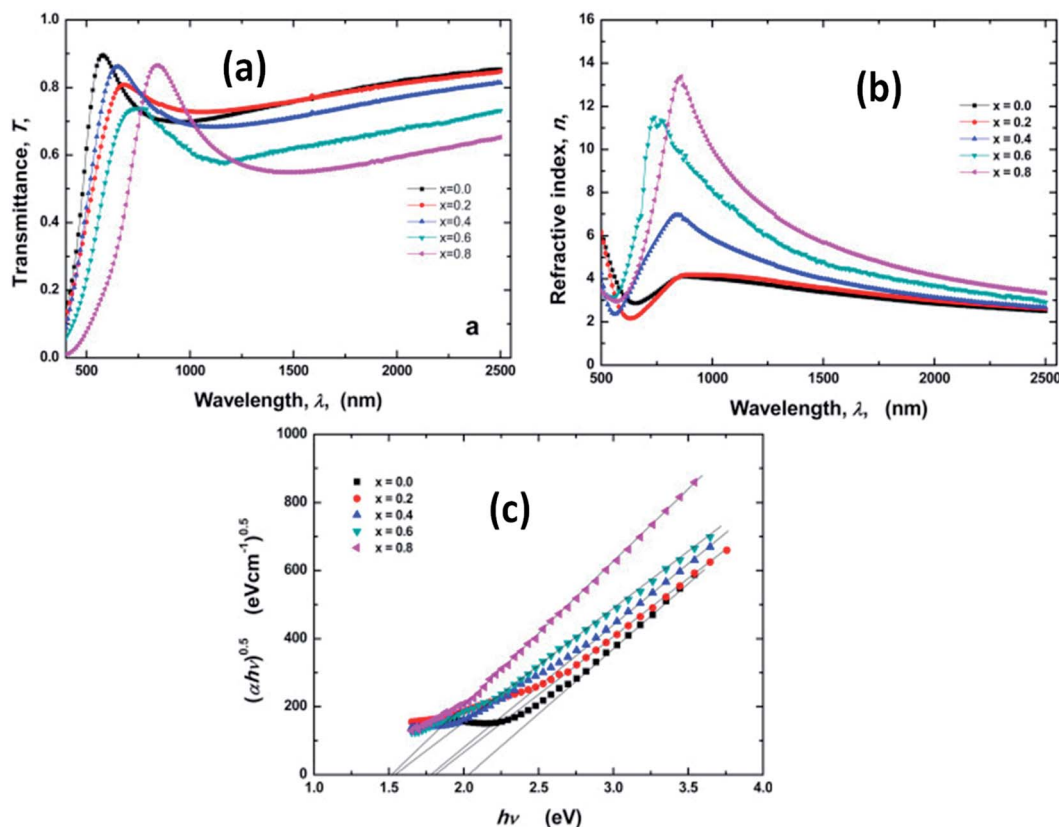 (a)
1.0
0.8
0.6
0.4
0.2
0.0
Transmittance, T,
x=0.0
x=0.2
x=0.4
x=0.6
x=0.8
a
500 1000 1500 2000 2500
Wavelength, λ, (nm)
(b)
16
14
12
10
8
6
4
2
0
Refractive index, n,
x = 0.0
x = 0.2
x = 0.4
x = 0.6
x = 0.8
500 1000 1500 2000 2500
Wavelength, λ, (nm)
(c)
1000
800
600
400
200
0
(αhν)^0.5 (eVcm⁻¹)^0.5
x = 0.0
x = 0.2
x = 0.4
x = 0.6
x = 0.8
1.0 1.5 2.0 2.5 3.0 3.5 4.0
hν (eV)